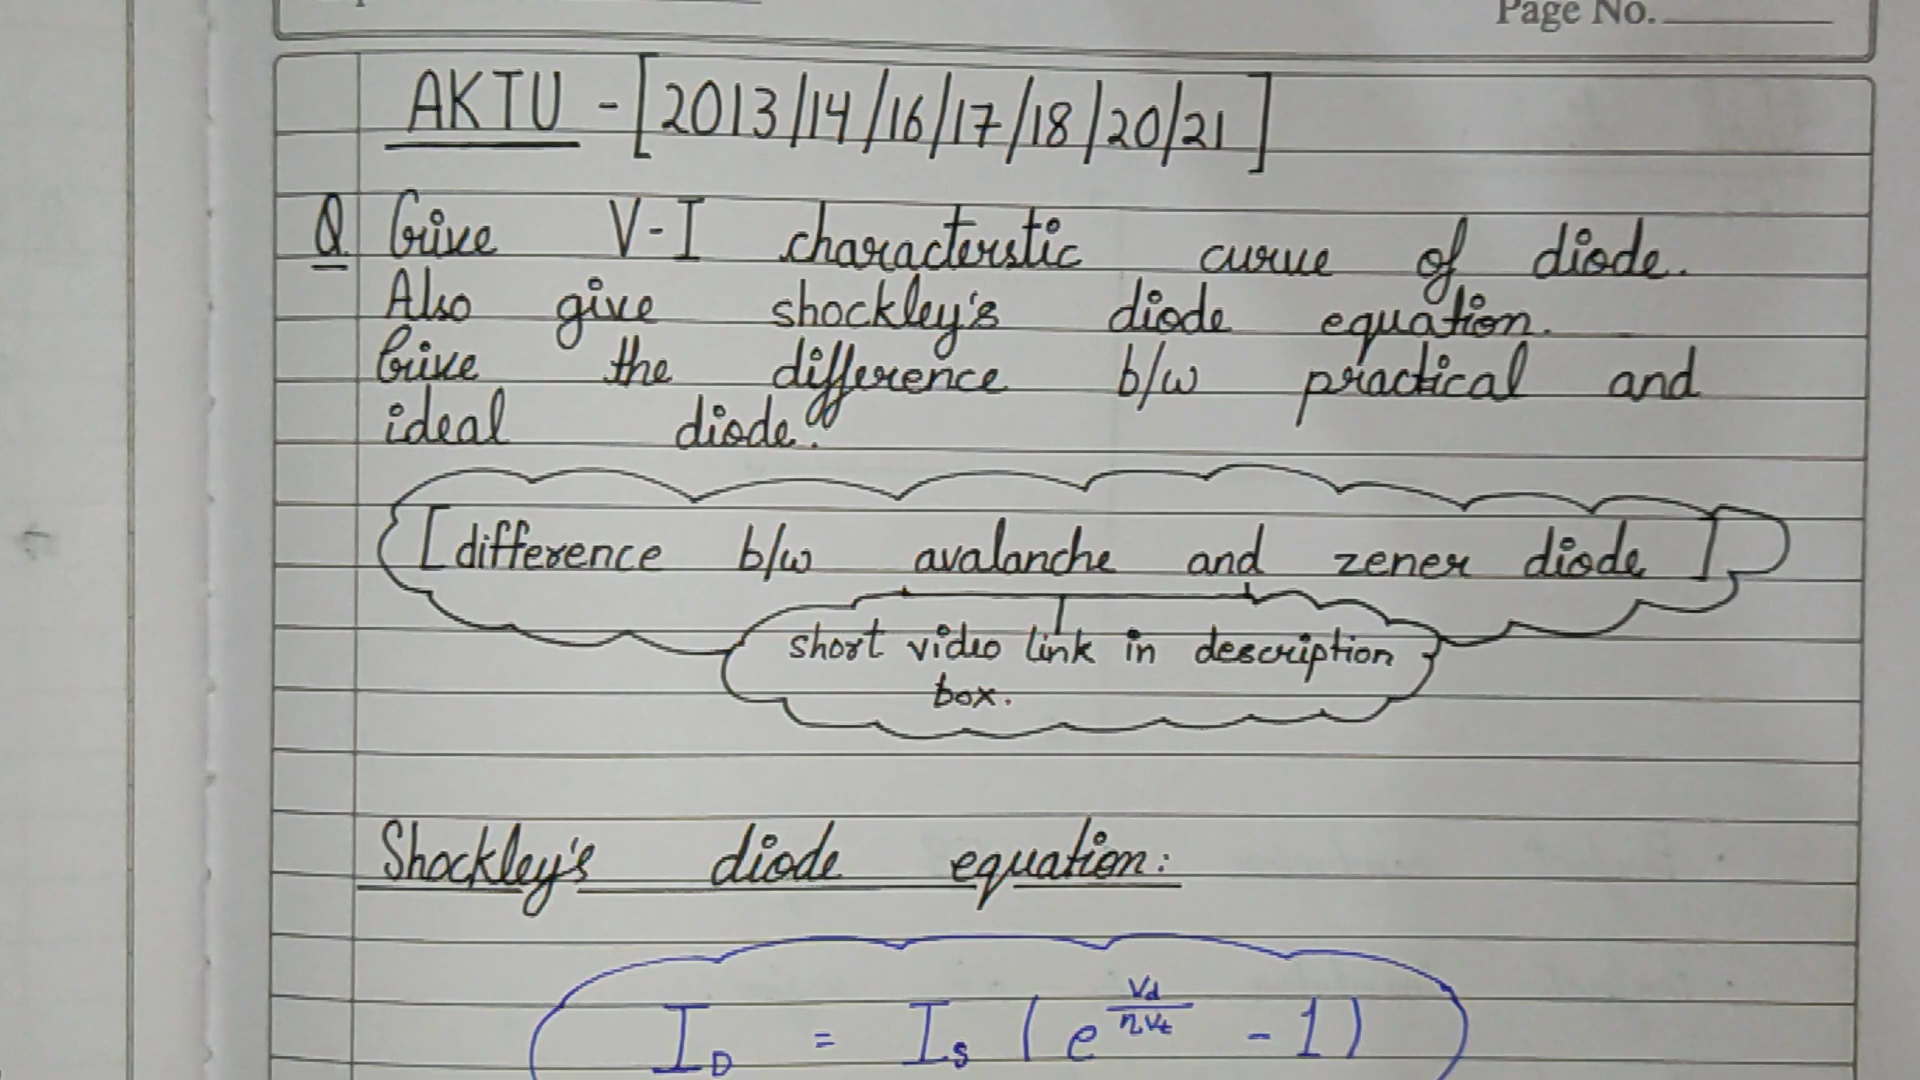 Page No.
AKTU - [2013/14/16/17/18/20/21]
Q Give V-I characterstic curve of diode.
Also give shockley's diode equation.
Give the difference b/w practical and
ideal diode?
[difference b/w avalanche and zener diode]
short video link in description
box.
Shockley's diode equation:
I_D = I_s (e^{Vd/ηVt} - 1)